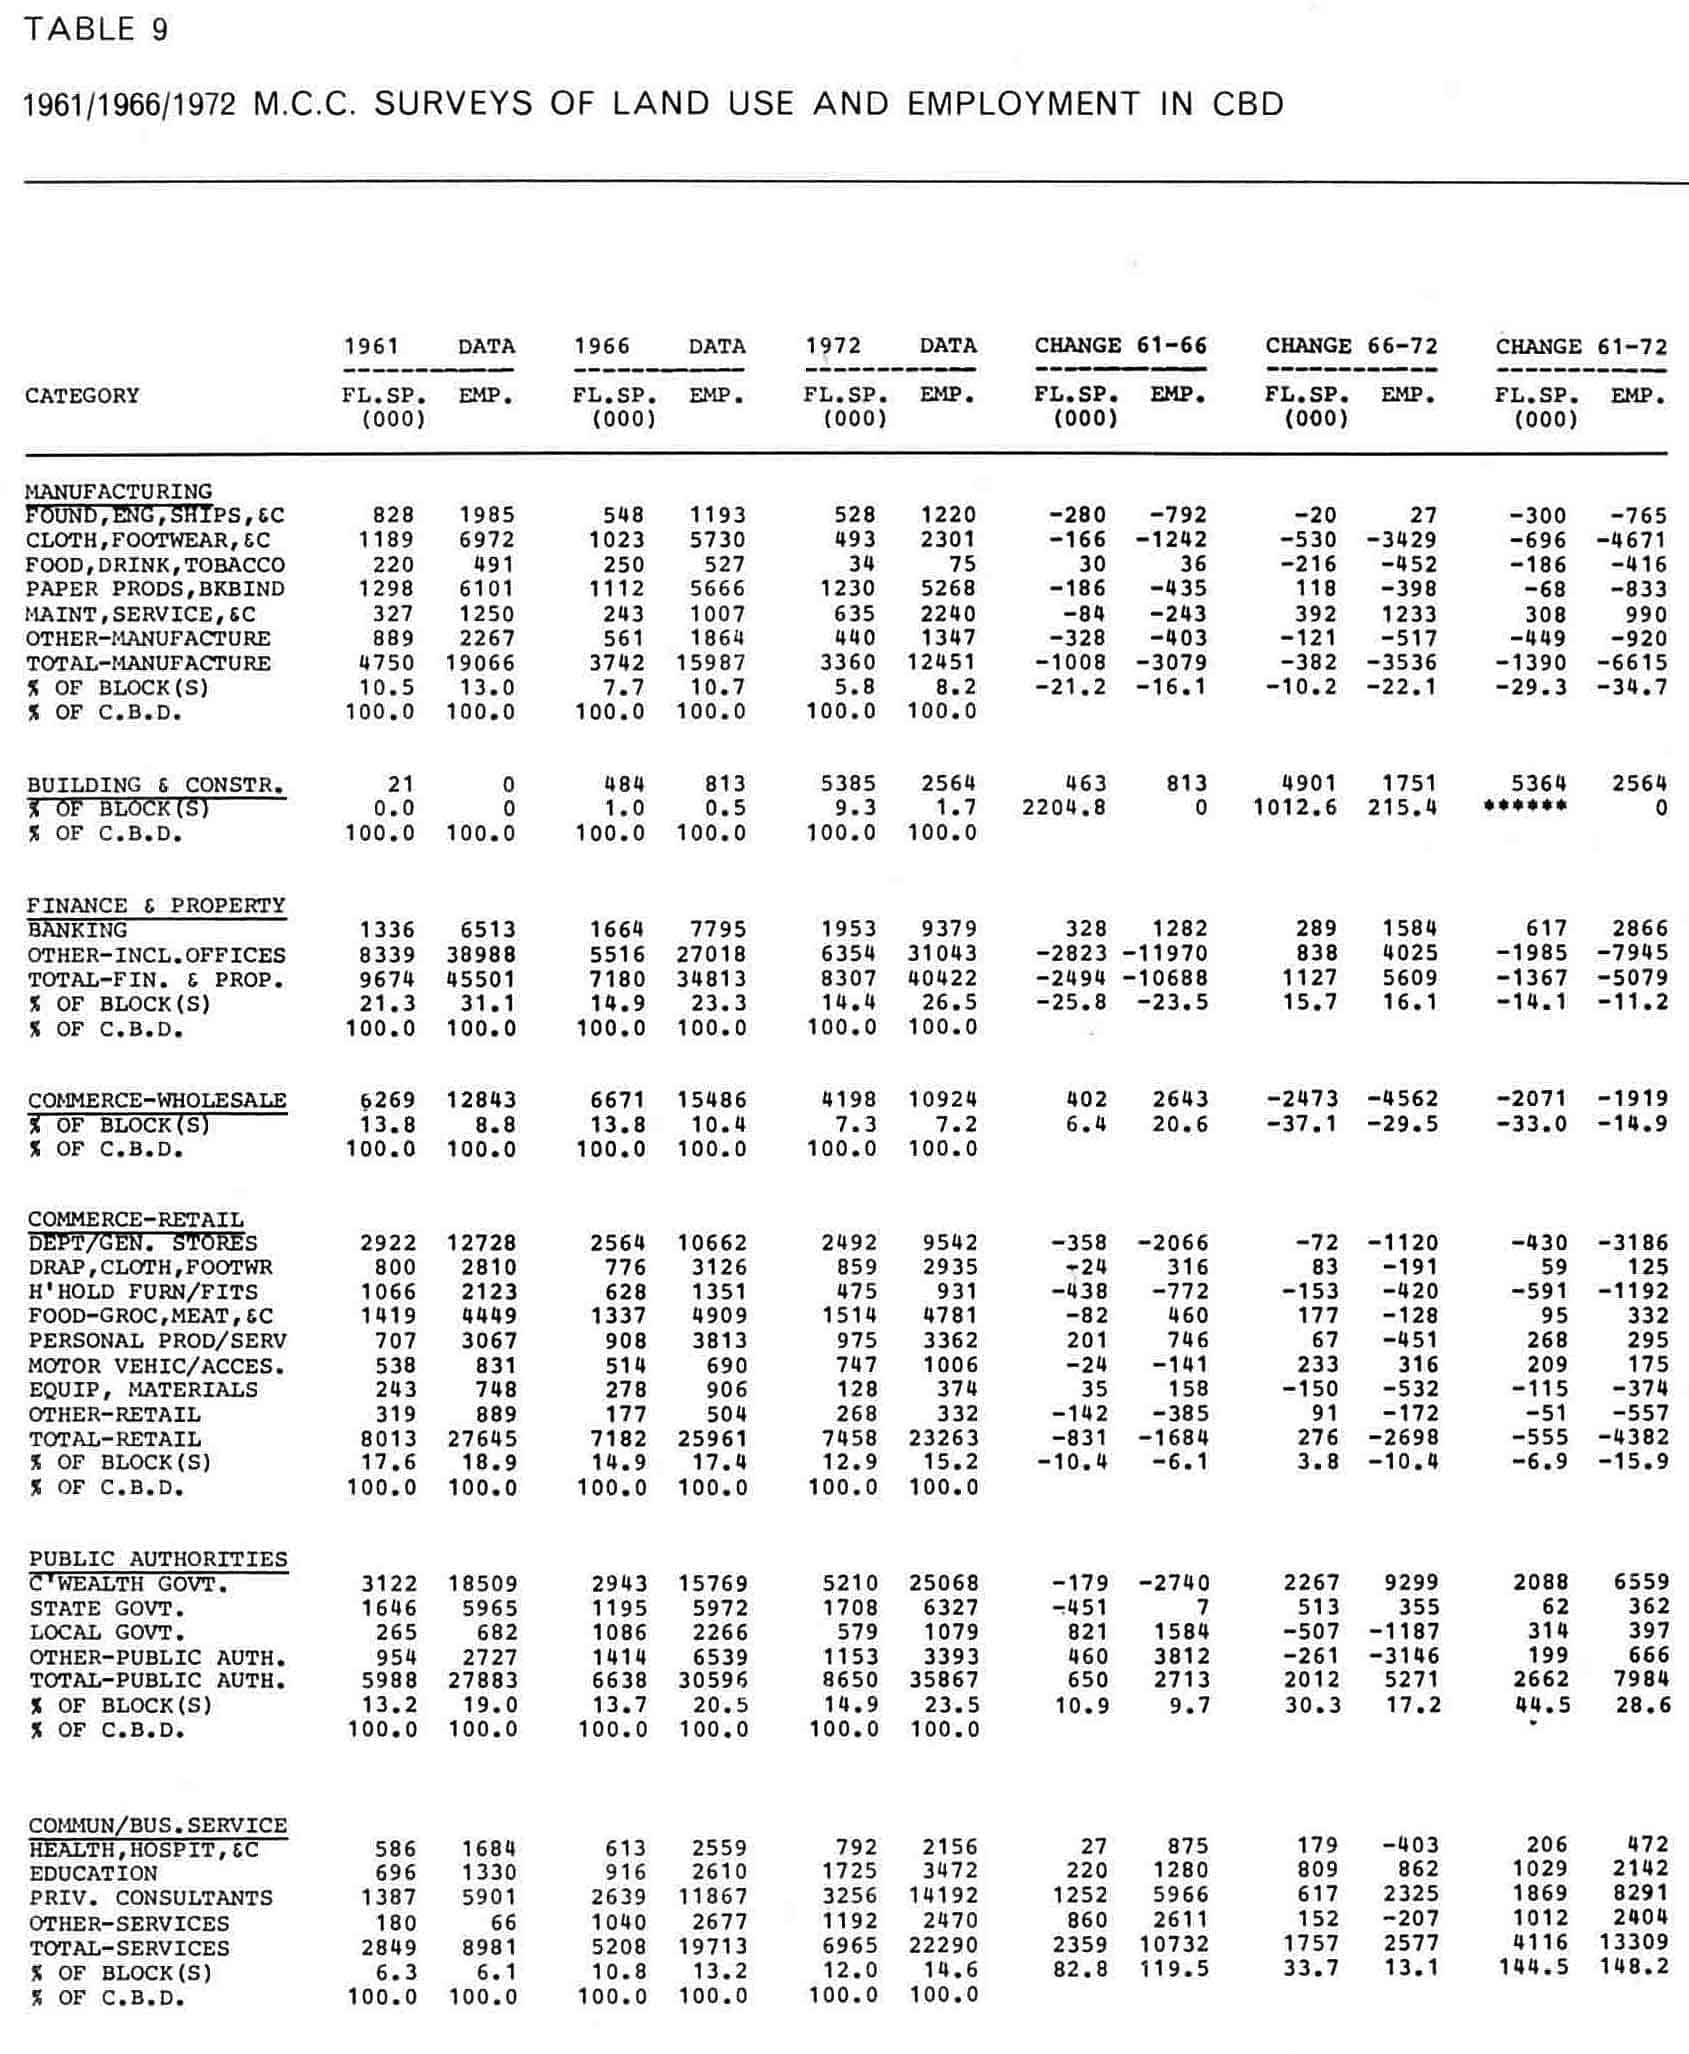 TABLE 9
1961/1966/1972 M.C.C. SURVEYS OF LAND USE AND EMPLOYMENT IN CBD
1961 DATA 1966 DATA 1972 DATA CHANGE 61-66 CHANGE 66-72 CHANGE 61-72
CATEGORY FL.SP. EMP. FL.SP. EMP. FL.SP. EMP. FL.SP. EMP. FL.SP. EMP. FL.SP. EMP.
(000) (000) (000) (000) (000) (000)
MANUFACTURING
FOUND,ENG,SHIPS,&C 828 1985 548 1193 528 1220 -280 -792 -20 27 -300 -765
CLOTH,FOOTWEAR,&C 1189 6972 1023 5730 493 2301 -166 -1242 -530 -3429 -696 -4671
FOOD,DRINK,TOBACCO 220 491 250 527 34 75 30 36 -216 -452 -186 -416
PAPER PRODS,BKBIND 1298 6101 1112 5666 1230 5268 -186 -435 118 -398 -68 -833
MAINT,SERVICE,&C 327 1250 243 1007 635 2240 -84 -243 392 1233 308 990
OTHER-MANUFACTURE 889 2267 561 1864 440 1347 -328 -403 -121 -517 -449 -920
TOTAL-MANUFACTURE 4750 19066 3742 15987 3360 12451 -1008 -3079 -382 -3536 -1390 -6615
% OF BLOCK(S) 10.5 13.0 7.7 10.7 5.8 8.2 -21.2 -16.1 -10.2 -22.1 -29.3 -34.7
% OF C.B.D. 100.0 100.0 100.0 100.0 100.0 100.0
BUILDING & CONSTR. 21 0 484 813 5385 2564 463 813 4901 1751 5364 2564
% OF BLOCK(S) 0.0 0 1.0 0.5 9.3 1.7 2204.8 0 1012.6 215.4 ****** 0
% OF C.B.D. 100.0 100.0 100.0 100.0 100.0 100.0
FINANCE & PROPERTY
BANKING 1336 6513 1664 7795 1953 9379 328 1282 289 1584 617 2866
OTHER-INCL.OFFICES 8339 38988 5516 27018 6354 31043 -2823 -11970 838 4025 -1985 -7945
TOTAL-FIN. & PROP. 9674 45501 7180 34813 8307 40422 -2494 -10688 1127 5609 -1367 -5079
% OF BLOCK(S) 21.3 31.1 14.9 23.3 14.4 26.5 -25.8 -23.5 15.7 16.1 -14.1 -11.2
% OF C.B.D. 100.0 100.0 100.0 100.0 100.0 100.0
COMMERCE-WHOLESALE 6269 12843 6671 15486 4198 10924 402 2643 -2473 -4562 -2071 -1919
% OF BLOCK(S) 13.8 8.8 13.8 10.4 7.3 7.2 6.4 20.6 -37.1 -29.5 -33.0 -14.9
% OF C.B.D. 100.0 100.0 100.0 100.0 100.0 100.0
COMMERCE-RETAIL
DEPT/GEN. STORES 2922 12728 2564 10662 2492 9542 -358 -2066 -72 -1120 -430 -3186
DRAP,CLOTH,FOOTWR 800 2810 776 3126 859 2935 -24 316 83 -191 59 125
H'HOLD FURN/FITS 1066 2123 628 1351 475 931 -438 -772 -153 -420 -591 -1192
FOOD-GROC,MEAT,&C 1419 4449 1337 4909 1514 4781 -82 460 177 -128 95 332
PERSONAL PROD/SERV 707 3067 908 3813 975 3362 201 746 67 -451 268 295
MOTOR VEHIC/ACCES. 538 831 514 690 747 1006 -24 -141 233 316 209 175
EQUIP, MATERIALS 243 748 278 906 128 374 35 158 -150 -532 -115 -374
OTHER-RETAIL 319 889 177 504 268 332 -142 -385 91 -172 -51 -557
TOTAL-RETAIL 8013 27645 7182 25961 7458 23263 -831 -1684 276 -2698 -555 -4382
% OF BLOCK(S) 17.6 18.9 14.9 17.4 12.9 15.2 -10.4 -6.1 3.8 -10.4 -6.9 -15.9
% OF C.B.D. 100.0 100.0 100.0 100.0 100.0 100.0
PUBLIC AUTHORITIES
C'WEALTH GOVT. 3122 18509 2943 15769 5210 25068 -179 -2740 2267 9299 2088 6559
STATE GOVT. 1646 5965 1195 5972 1708 6327 -451 7 513 355 62 362
LOCAL GOVT. 265 682 1086 2266 579 1079 821 1584 -507 -1187 314 397
OTHER-PUBLIC AUTH. 954 2727 1414 6539 1153 3393 460 3812 -261 -3146 199 666
TOTAL-PUBLIC AUTH. 5988 27883 6638 30596 8650 35867 650 2713 2012 5271 2662 7984
% OF BLOCK(S) 13.2 19.0 13.7 20.5 14.9 23.5 10.9 9.7 30.3 17.2 44.5 28.6
% OF C.B.D. 100.0 100.0 100.0 100.0 100.0 100.0
COMMUN/BUS.SERVICE
HEALTH,HOSPIT,&C 586 1684 613 2559 792 2156 27 875 179 -403 206 472
EDUCATION 696 1330 916 2610 1725 3472 220 1280 809 862 1029 2142
PRIV. CONSULTANTS 1387 5901 2639 11867 3256 14192 1252 5966 617 2325 1869 8291
OTHER-SERVICES 180 66 1040 2677 1192 2470 860 2611 152 -207 1012 2404
TOTAL-SERVICES 2849 8981 5208 19713 6965 22290 2359 10732 1757 2577 4116 13309
% OF BLOCK(S) 6.3 6.1 10.8 13.2 12.0 14.6 82.8 119.5 33.7 13.1 144.5 148.2
% OF C.B.D. 100.0 100.0 100.0 100.0 100.0 100.0